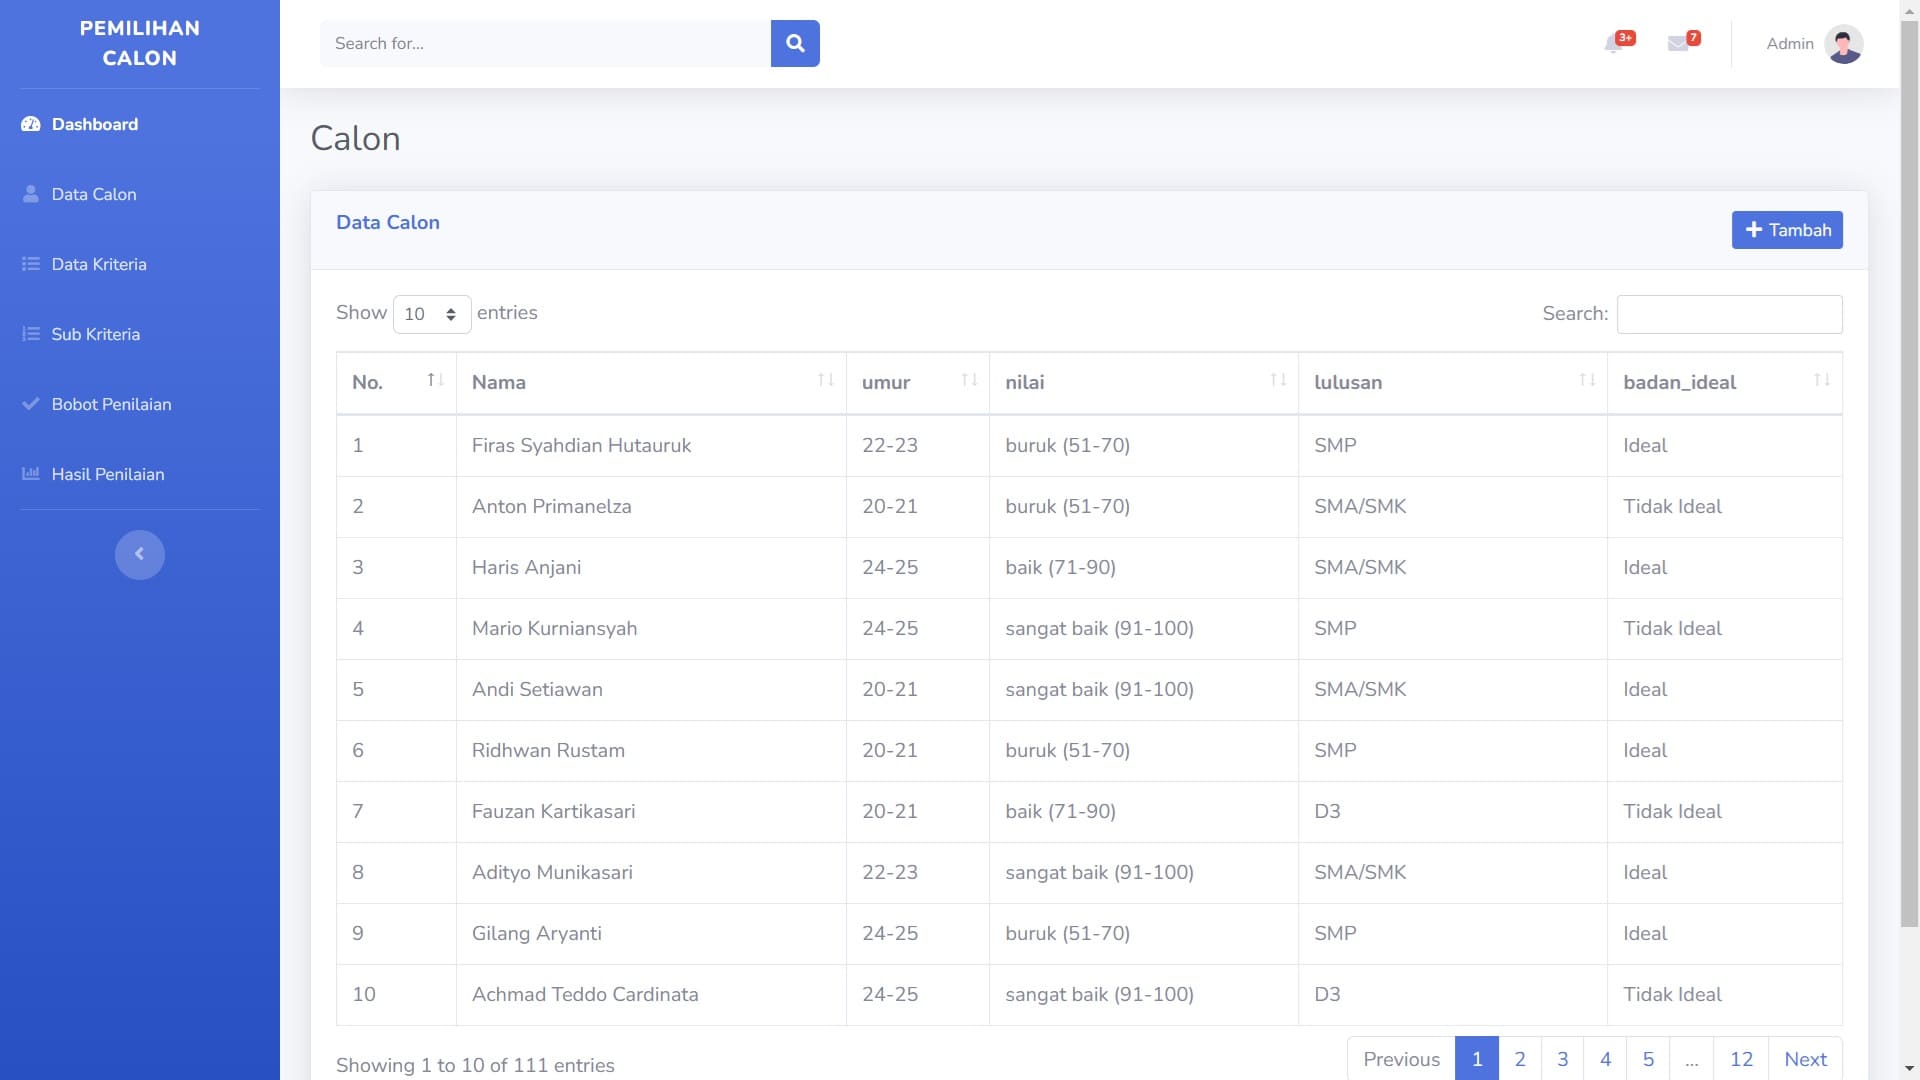 PEMILIHAN
CALON
Dashboard
Data Calon
Data Kriteria
Sub Kriteria
Bobot Penilaian
Hasil Penilaian
Search for...
3+
7
Admin
Calon
Data Calon
Tambah
Show 10 entries
Search:
No. Nama umur nilai lulusan badan_ideal
1 Firas Syahdian Hutauruk 22-23 buruk (51-70) SMP Ideal
2 Anton Primanelza 20-21 buruk (51-70) SMA/SMK Tidak Ideal
3 Haris Anjani 24-25 baik (71-90) SMA/SMK Ideal
4 Mario Kurniansyah 24-25 sangat baik (91-100) SMP Tidak Ideal
5 Andi Setiawan 20-21 sangat baik (91-100) SMA/SMK Ideal
6 Ridhwan Rustam 20-21 buruk (51-70) SMP Ideal
7 Fauzan Kartikasari 20-21 baik (71-90) D3 Tidak Ideal
8 Adityo Munikasari 22-23 sangat baik (91-100) SMA/SMK Ideal
9 Gilang Aryanti 24-25 buruk (51-70) SMP Ideal
10 Achmad Teddo Cardinata 24-25 sangat baik (91-100) D3 Tidak Ideal
Showing 1 to 10 of 111 entries
Previous 1 2 3 4 5 ... 12 Next